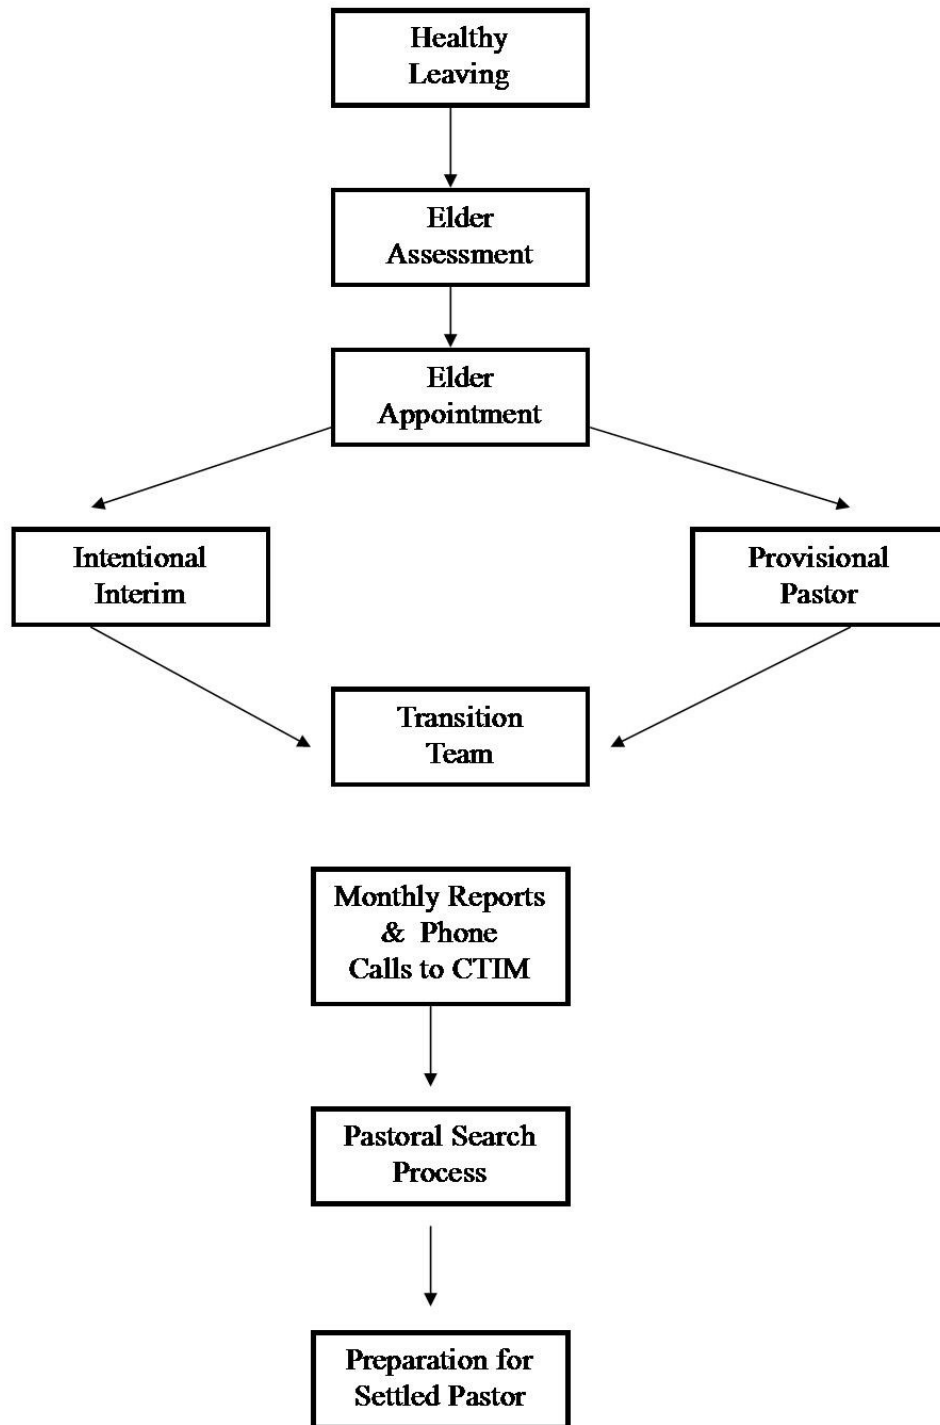 Healthy
Leaving
Elder
Assessment
Elder
Appointment
Intentional
Interim
Provisional
Pastor
Transition
Team
Monthly Reports
& Phone
Calls to CTIM
Pastoral Search
Process
Preparation for
Settled Pastor